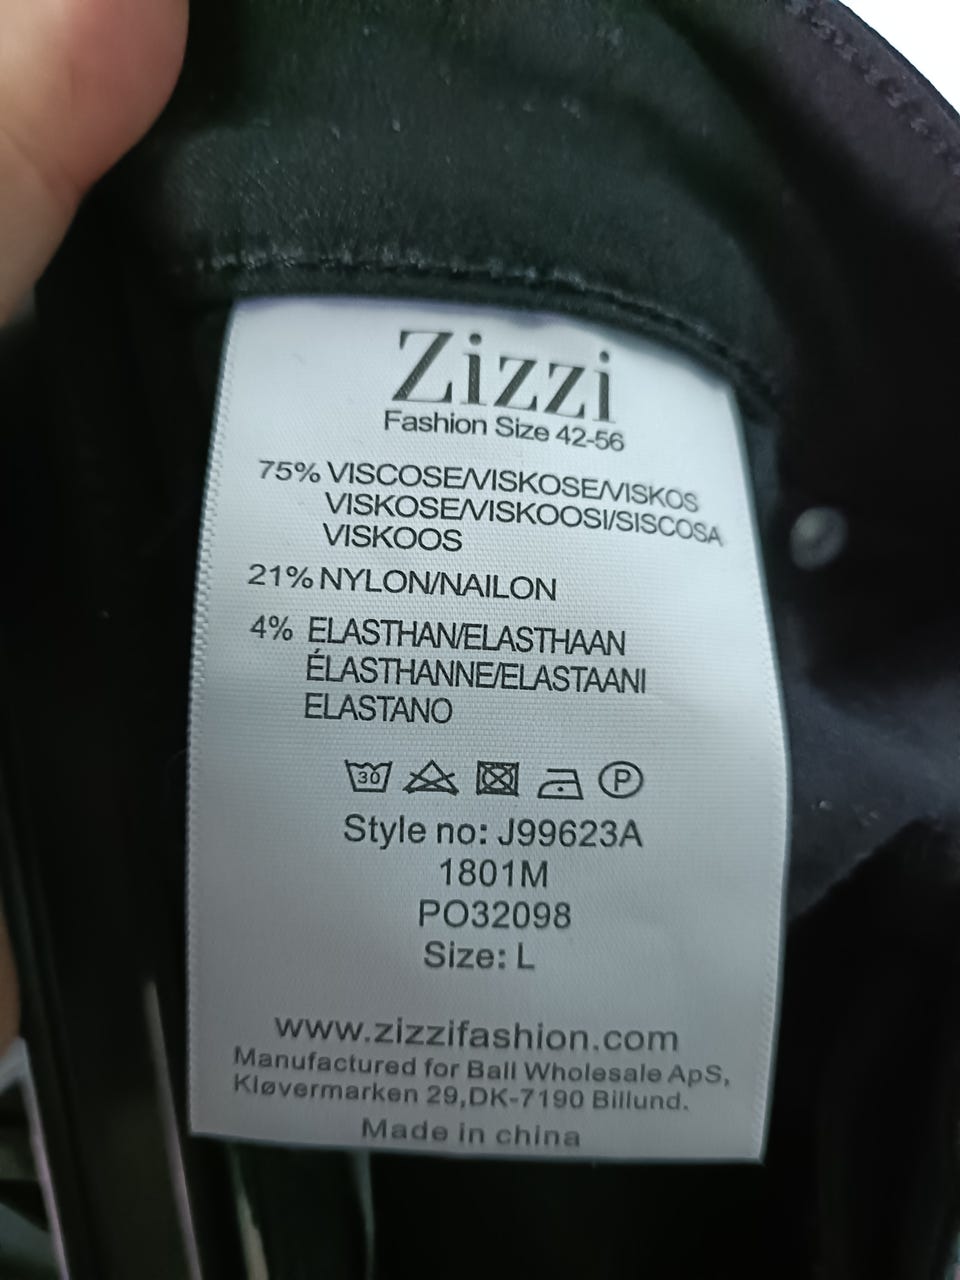 Zizzi
Fashion Size 42-56
75% VISCOSE/VISKOSE/VISKOS
VISKOSE/VISKOOSI/SISCOSA
VISKOOS
21% NYLON/NAILON
4% ELASTHAN/ELASTHAAN
ÉLASTHANNE/ELASTAANI
ELASTANO
30 P
Style no: J99623A
1801M
PO32098
Size: L
www.zizzifashion.com
Manufactured for Ball Wholesale ApS,
Kløvermarken 29,DK-7190 Billund.
Made in china